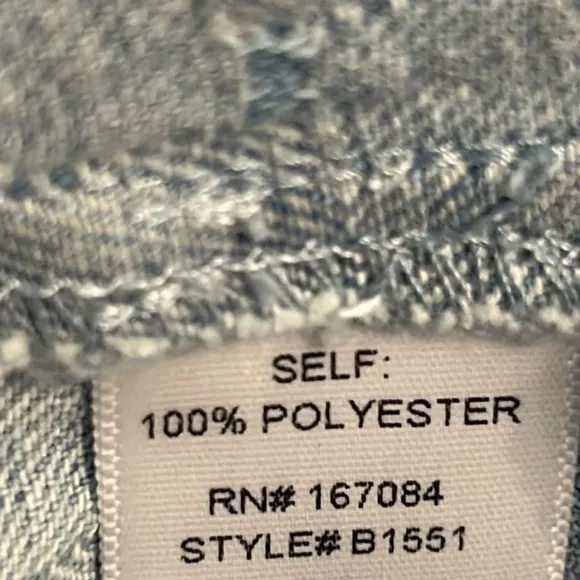 SELF:
100% POLYESTER
RN# 167084
STYLE# B1551